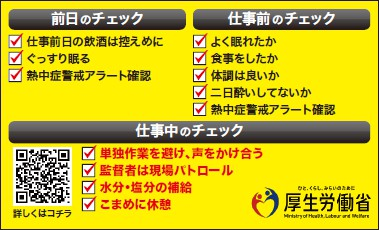 前日のチェック
仕事前日の飲酒は控えめに
ぐっすり眠る
熱中症警戒アラート確認
仕事前のチェック
よく眠れたか
食事をしたか
体調は良いか
二日酔いしてないか
熱中症警戒アラート確認
仕事中のチェック
単独作業を避け、声をかけ合う
監督者は現場パトロール
水分・塩分の補給
こまめに休憩
詳しくはコチラ
ひと、くらし、みらいのために
厚生労働省
Ministry of Health, Labour and Welfare